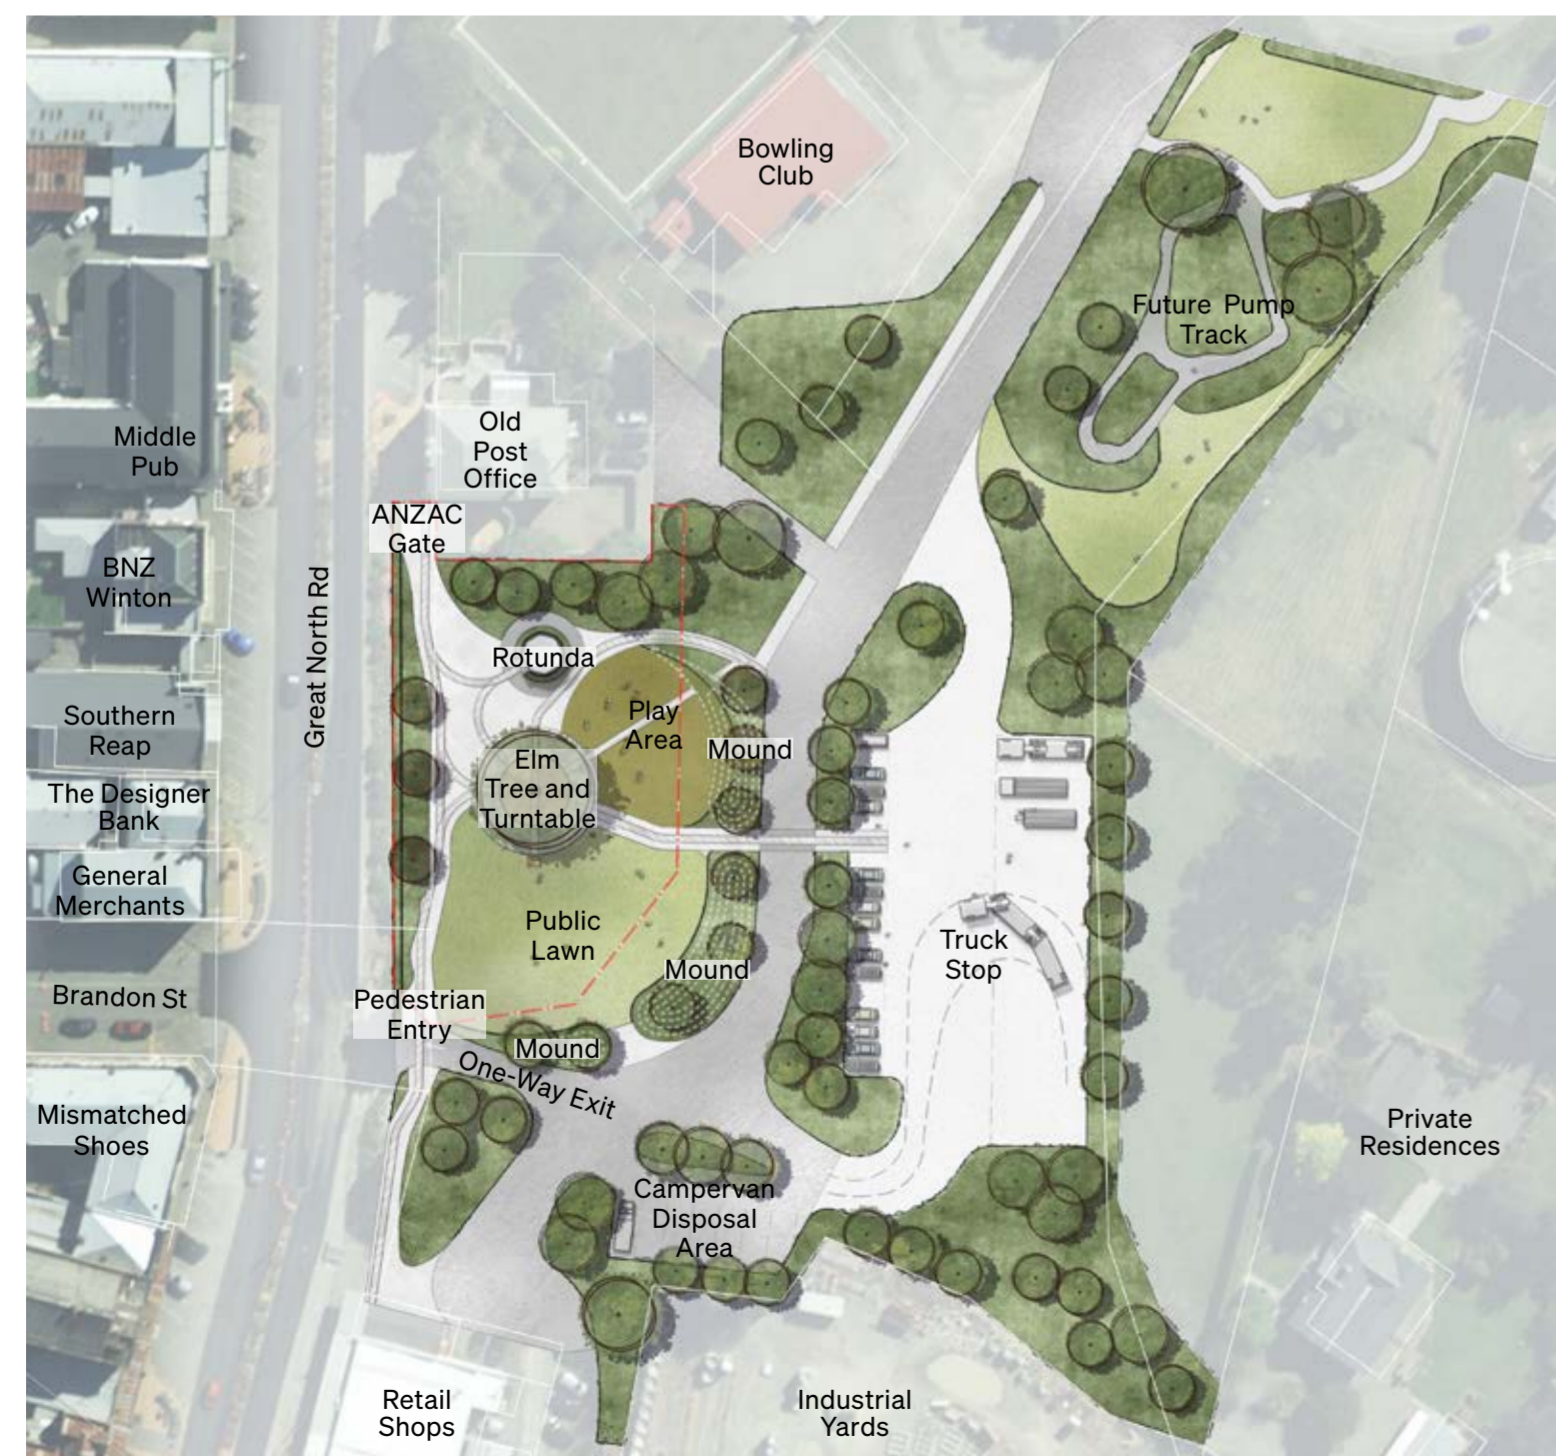 Bowling
Club
Future Pump
Track
Old
Post
Office
Middle
Pub
ANZAC
Gate
BNZ
Winton
Great North Rd
Rotunda
Play
Area
Mound
Southern
Reap
Elm
Tree and
Turntable
The Designer
Bank
General
Merchants
Public
Lawn
Truck
Stop
Mound
Brandon St
Pedestrian
Entry
Mound
One-Way Exit
Mismatched
Shoes
Private
Residences
Campervan
Disposal
Area
Retail
Shops
Industrial
Yards